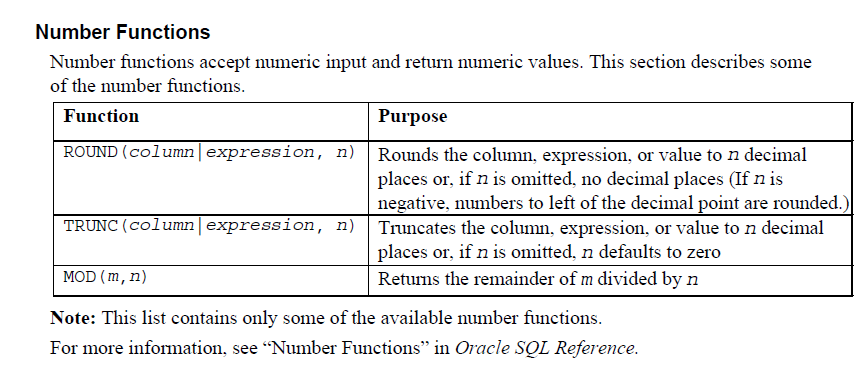 Number Functions
Number functions accept numeric input and return numeric values. This section describes some
of the number functions.
Function Purpose
ROUND(column|expression, n) Rounds the column, expression, or value to n decimal
places or, if n is omitted, no decimal places (If n is
negative, numbers to left of the decimal point are rounded.)
TRUNC(column|expression, n) Truncates the column, expression, or value to n decimal
places or, if n is omitted, n defaults to zero
MOD(m,n) Returns the remainder of m divided by n
Note: This list contains only some of the available number functions.
For more information, see “Number Functions” in Oracle SQL Reference.